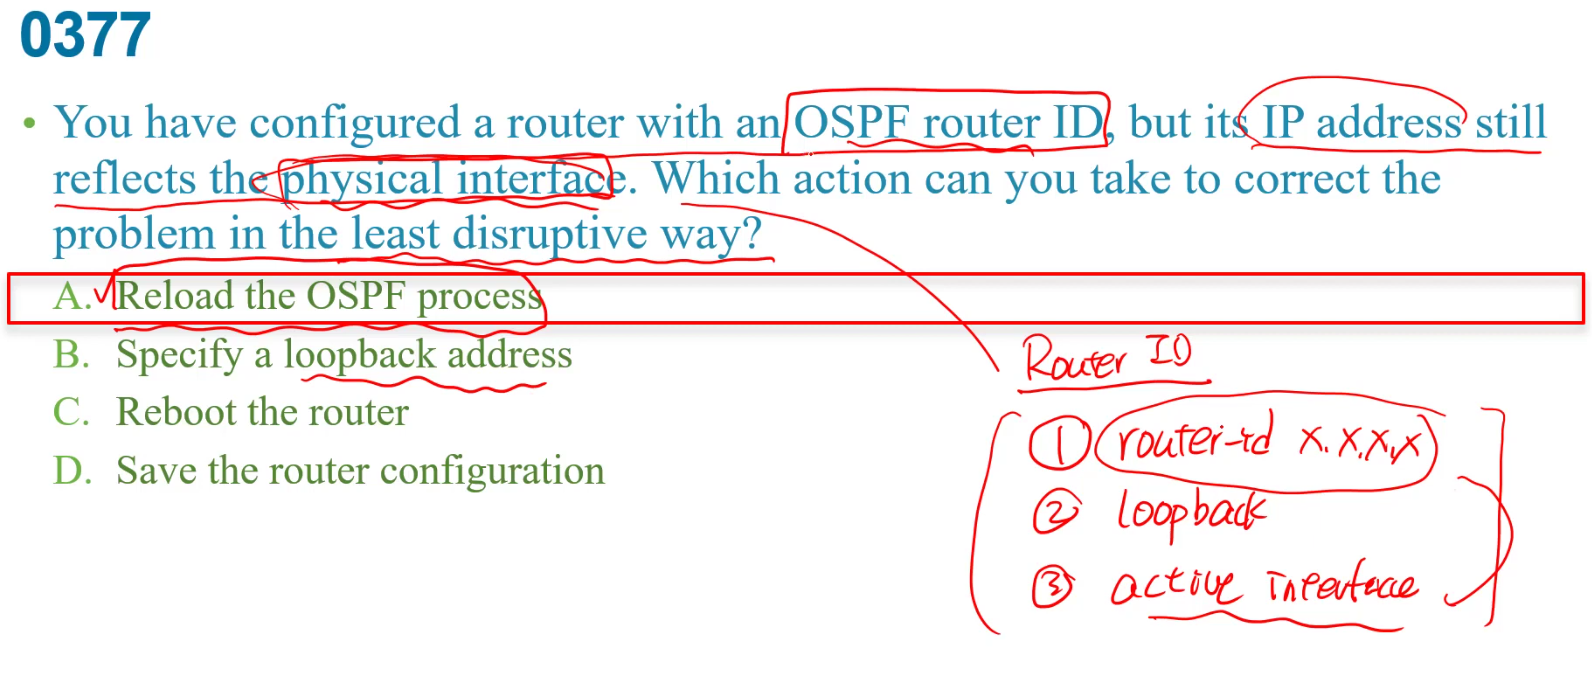 0377
• You have configured a router with an OSPF router ID, but its IP address still
reflects the physical interface. Which action can you take to correct the
problem in the least disruptive way?
A. Reload the OSPF process
B. Specify a loopback address
C. Reboot the router
D. Save the router configuration
Router ID
① router-id x.x.x.x
② loopback
③ active interface